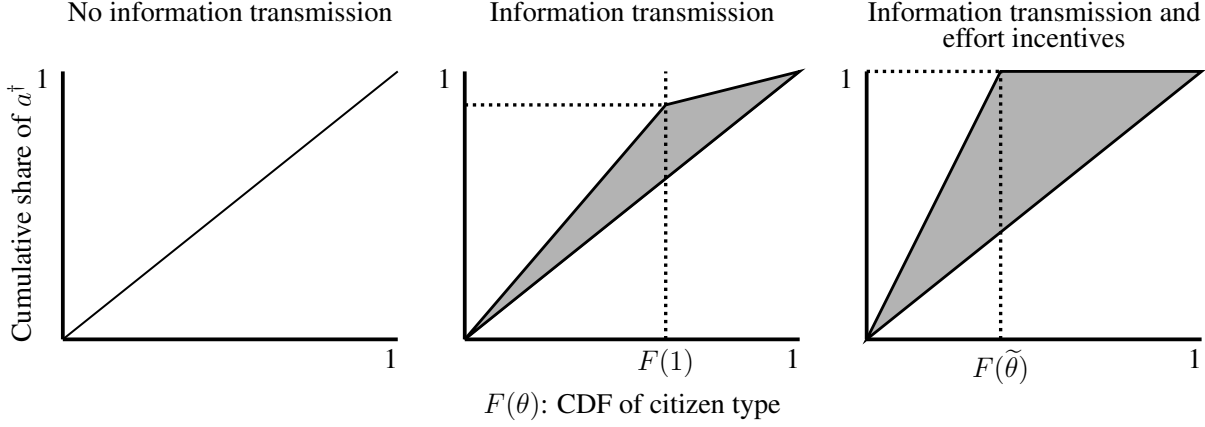 No information transmission
Information transmission
Information transmission and
effort incentives
Cumulative share of a†
1
1
1
1
F(1)
1
1
F(θ̃)
F(θ): CDF of citizen type